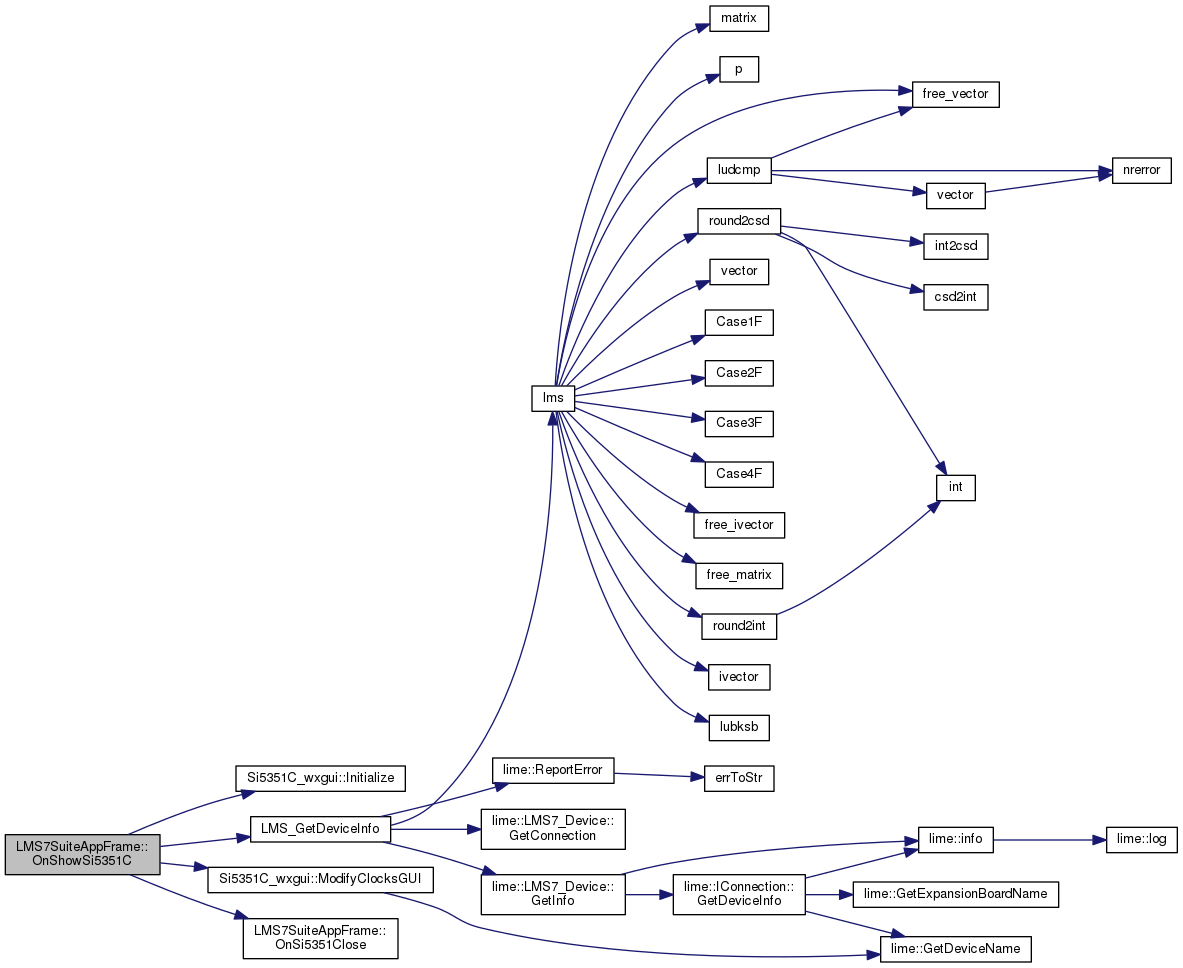 matrix
p
free_vector
ludcmp
nrerror
vector
round2csd
int2csd
vector
csd2int
Case1F
Case2F
lms
Case3F
Case4F
int
free_ivector
free_matrix
round2int
ivector
lubksb
Si5351C_wxgui::Initialize
lime::ReportError
errToStr
LMS_GetDeviceInfo
lime::LMS7_Device::
GetConnection
LMS7SuiteAppFrame::
OnShowSi5351C
lime::info
lime::log
Si5351C_wxgui::ModifyClocksGUI
lime::LMS7_Device::
GetInfo
lime::IConnection::
GetDeviceInfo
lime::GetExpansionBoardName
LMS7SuiteAppFrame::
OnSi5351Close
lime::GetDeviceName